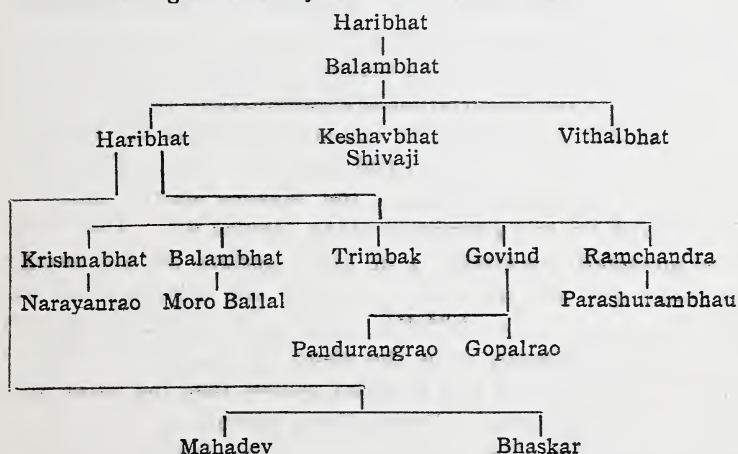 Haribhat
Balambhat
Haribhat Keshavbhat Vithalbhat
Shivaji
Krishnabhat Balambhat Trimbak Govind Ramchandra
Narayanrao Moro Ballal Parashurambhau
Pandurangrao Gopalrao
Mahadev Bhaskar